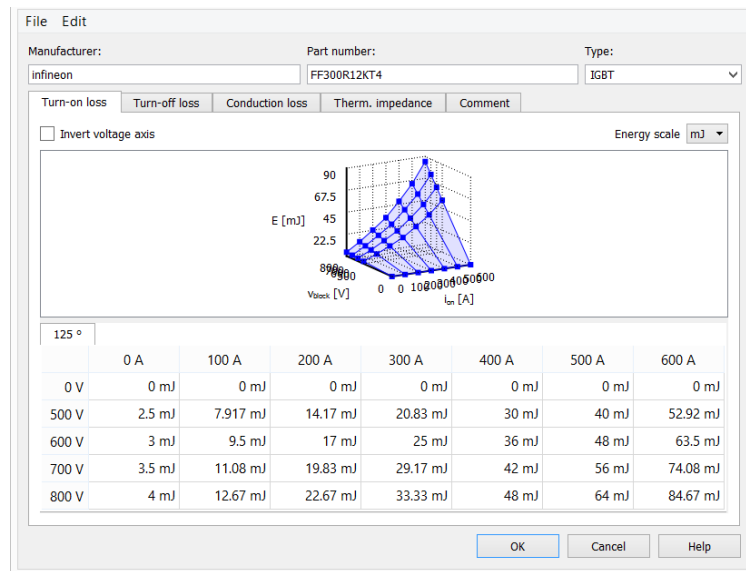 File Edit
Manufacturer: Part number: Type:
infineon FF300R12KT4 IGBT
Turn-on loss Turn-off loss Conduction loss Therm. impedance Comment
Invert voltage axis Energy scale mJ
90
67.5
E [mJ] 45
22.5
0 0 100 200 300 400 500 600
Vblock [V] ion [A]
125 °
0 A 100 A 200 A 300 A 400 A 500 A 600 A
0 V 0 mJ 0 mJ 0 mJ 0 mJ 0 mJ 0 mJ 0 mJ
500 V 2.5 mJ 7.917 mJ 14.17 mJ 20.83 mJ 30 mJ 40 mJ 52.92 mJ
600 V 3 mJ 9.5 mJ 17 mJ 25 mJ 36 mJ 48 mJ 63.5 mJ
700 V 3.5 mJ 11.08 mJ 19.83 mJ 29.17 mJ 42 mJ 56 mJ 74.08 mJ
800 V 4 mJ 12.67 mJ 22.67 mJ 33.33 mJ 48 mJ 64 mJ 84.67 mJ
OK Cancel Help